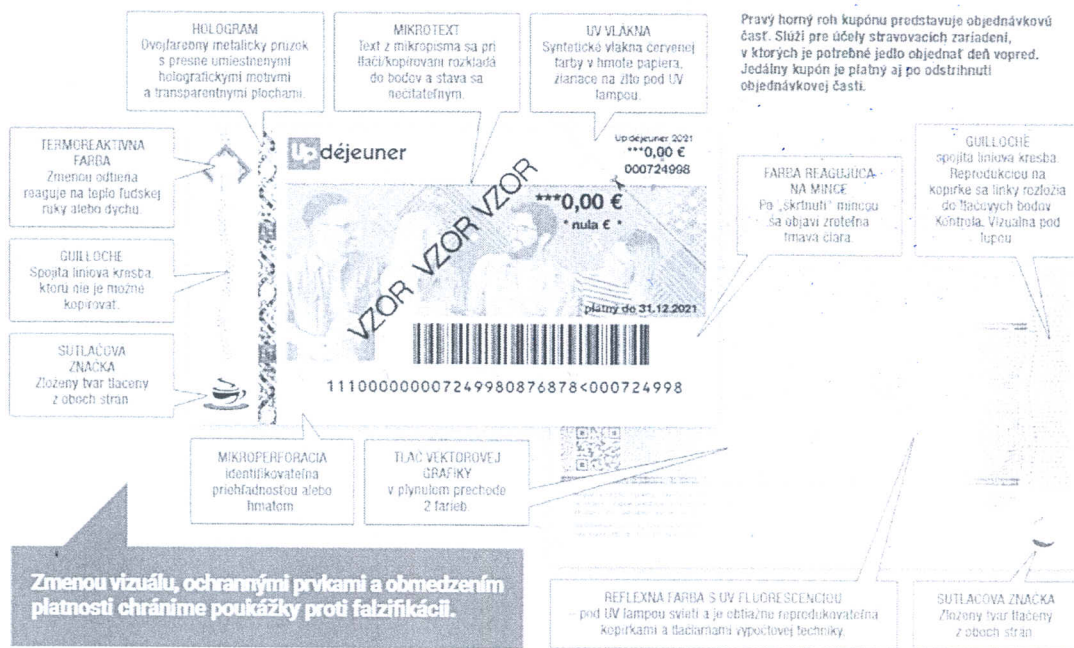 HOLOGRAM
Dvojfarebný metalický prúžok
s presne umiestnenými
holografickými motívmi
a transparentnými plochami.
MIKROTEXT
Text z mikropísma sa pri
tlači/kopírovaní rozkladá
do bodov a stáva sa
nečitateľným.
UV VLÁKNA
Syntetické vlákna červenej
farby v hmote papiera,
žiariace na žlto pod UV
lampou.
Pravý horný roh kupónu predstavuje objednávkovú
časť. Slúži pre účely stravovacích zariadení,
v ktorých je potrebné jedlo objednať deň vopred.
Jedálny kupón je platný aj po odstrihnutí
objednávkovej časti.
TERMOREAKTÍVNA
FARBA
Zmenou odtieňa
reaguje na teplo ľudskej
ruky alebo dychu.
GUILLOCHE
Spojitá líniová kresba,
ktorú nie je možné
kopírovať.
SÚTLAČOVÁ
ZNAČKA
Zložený tvar tlačený
z oboch strán
Up déjeuner
Up déjeuner 2021
***0,00 €
000724998
***0,00 €
* nula € *
VZOR VZOR VZOR
platný do 31.12.2021
111000000007249980876878<000724998
FARBA REAGUJÚCA
NA MINCE
Po „škrtnutí“ mincou
sa objaví zreteľná
tmavá čiara.
GUILLOCHE
spojitá líniová kresba.
Reprodukciou na
kopírke sa linky rozložia
do tlačových bodov
Kontrola: Vizuálna pod
lupou
MIKROPERFORÁCIA
identifikovateľná
priehľadnosťou alebo
hmatom
TLAČ VEKTOROVEJ
GRAFIKY
v plynulom prechode
2 farieb
Zmenou vizuálu, ochrannými prvkami a obmedzením
platnosti chránime poukážky proti falzifikácii.
REFLEXNÁ FARBA S UV FLUORESCENCIOU
pod UV lampou svieti a je obtiažne reprodukovateľná
kopírkami a tlačiarňami výpočtovej techniky.
SÚTLAČOVÁ ZNAČKA
Zložený tvar tlačený
z oboch strán